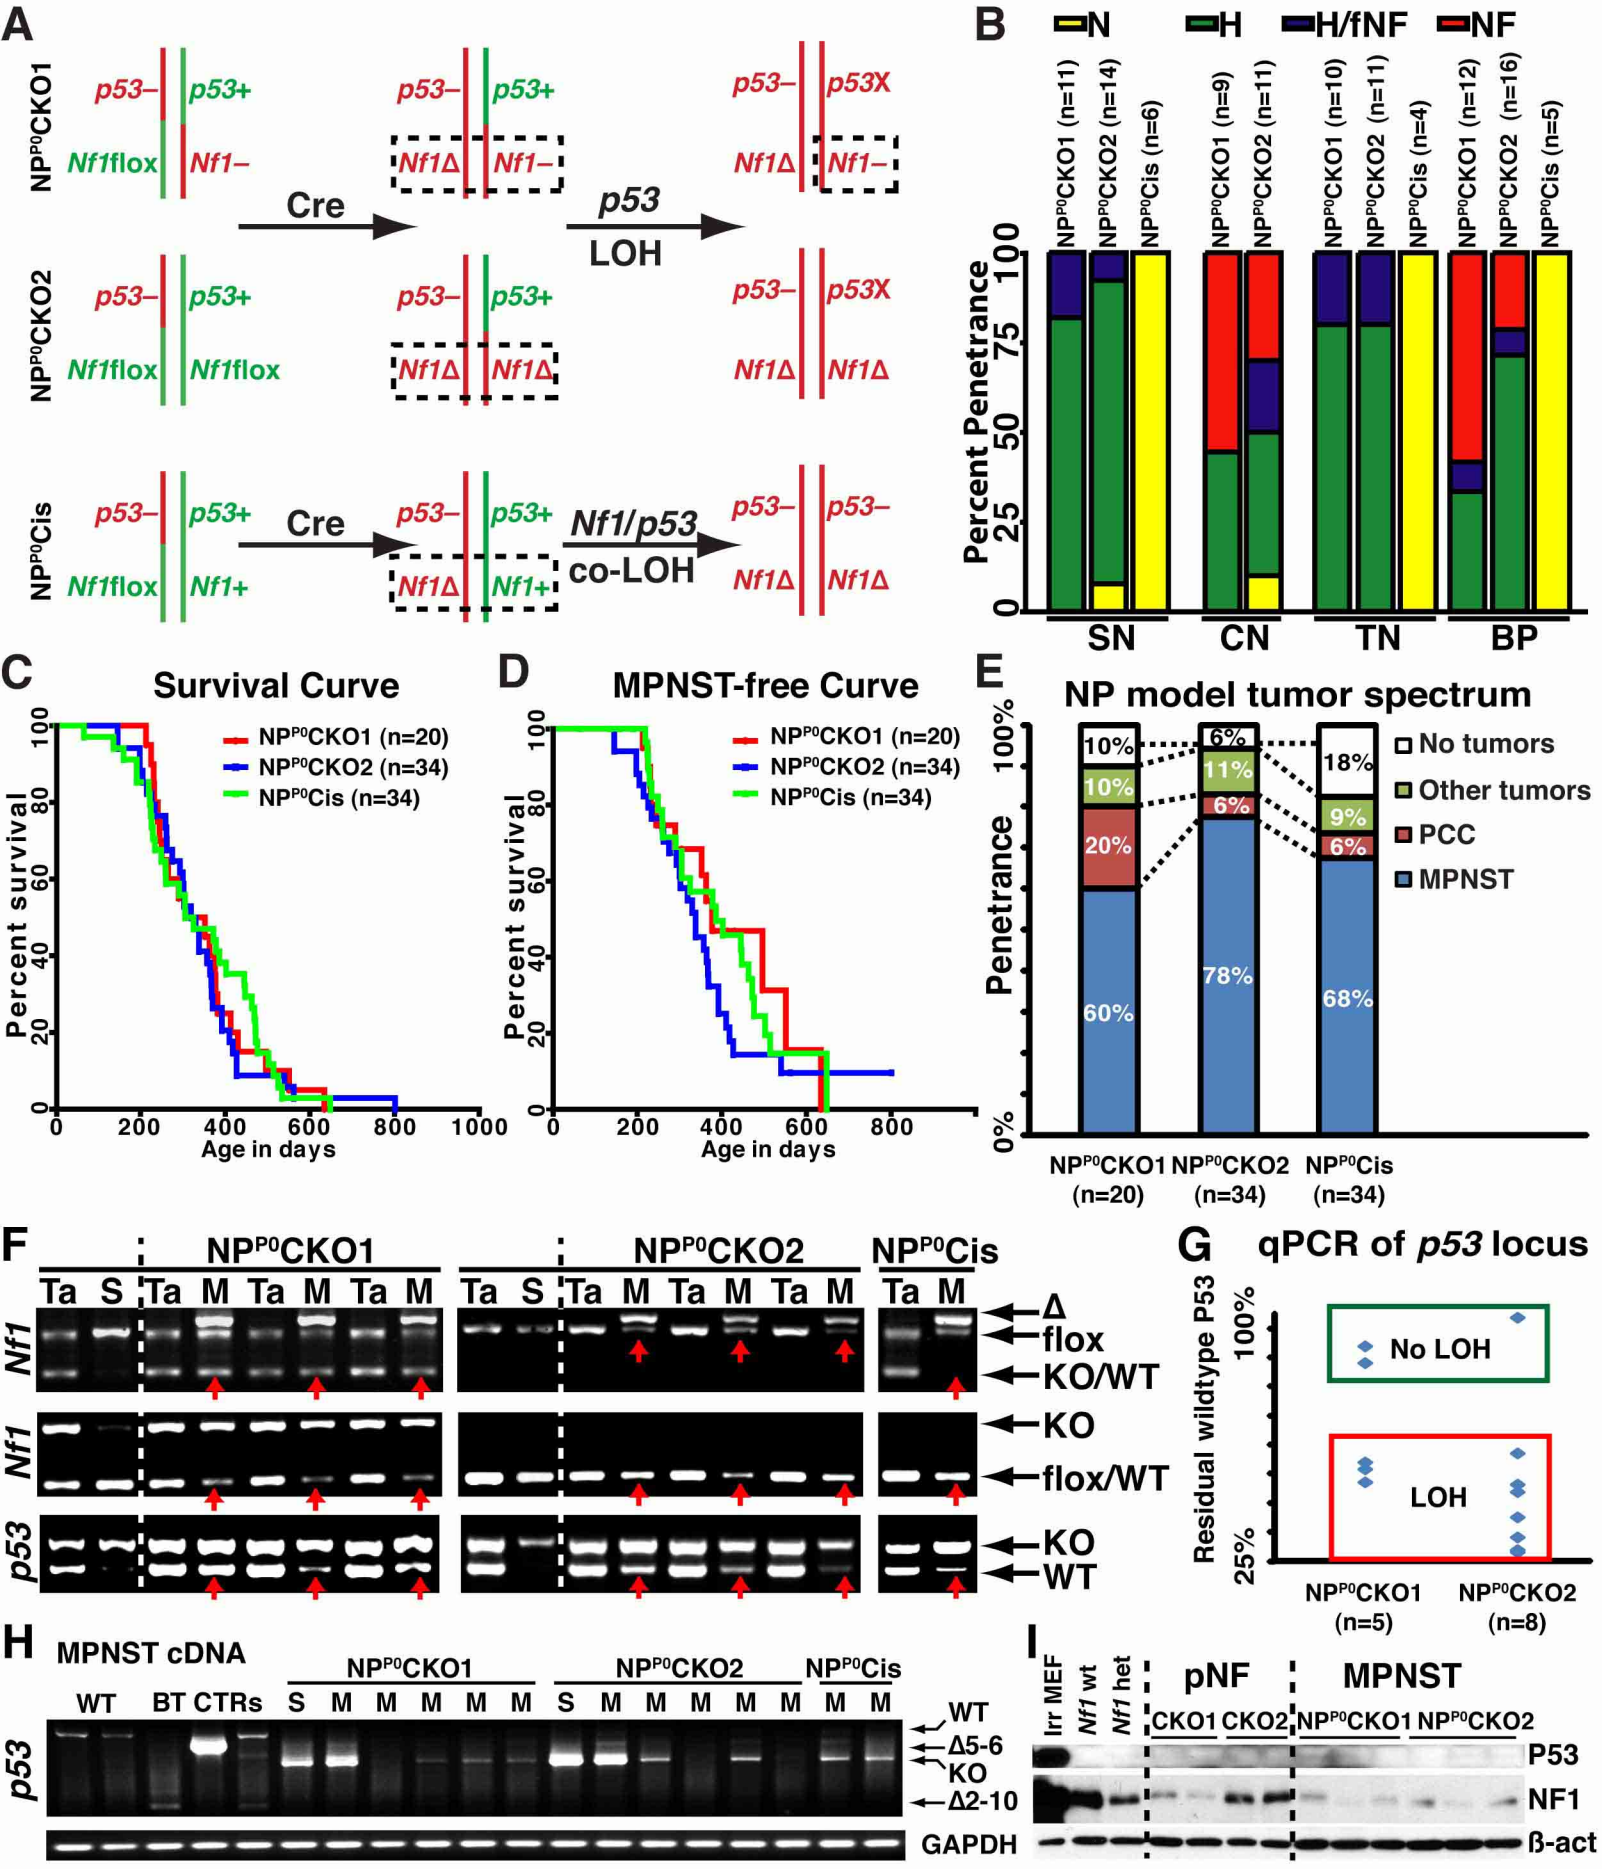 A
NPᴾ⁰CKO1
p53– p53+
Nf1flox Nf1–
Cre
p53– p53+
Nf1Δ Nf1–
p53
LOH
p53– p53X
Nf1Δ Nf1–
NPᴾ⁰CKO2
p53– p53+
Nf1flox Nf1flox
p53– p53+
Nf1Δ Nf1Δ
p53– p53X
Nf1Δ Nf1Δ
NPᴾ⁰Cis
p53– p53+
Nf1flox Nf1+
Cre
p53– p53+
Nf1Δ Nf1+
Nf1/p53
co-LOH
p53– p53–
Nf1Δ Nf1Δ
B
N H H/fNF NF
NPᴾ⁰CKO1 (n=11)
NPᴾ⁰CKO2 (n=14)
NPᴾ⁰Cis (n=6)
NPᴾ⁰CKO1 (n=9)
NPᴾ⁰CKO2 (n=11)
NPᴾ⁰CKO1 (n=10)
NPᴾ⁰CKO2 (n=11)
NPᴾ⁰Cis (n=4)
NPᴾ⁰CKO1 (n=12)
NPᴾ⁰CKO2 (n=16)
NPᴾ⁰Cis (n=5)
Percent Penetrance
100
75
50
25
0
SN CN TN BP
C
Survival Curve
NPᴾ⁰CKO1 (n=20)
NPᴾ⁰CKO2 (n=34)
NPᴾ⁰Cis (n=34)
Percent survival
100
80
60
40
20
0
0 200 400 600 800 1000
Age in days
D
MPNST-free Curve
NPᴾ⁰CKO1 (n=20)
NPᴾ⁰CKO2 (n=34)
NPᴾ⁰Cis (n=34)
Percent survival
100
80
60
40
20
0
0 200 400 600 800
Age in days
E
NP model tumor spectrum
Penetrance
100%
0%
10% 6% 18%
10% 11% 9%
20% 6% 6%
60% 78% 68%
No tumors
Other tumors
PCC
MPNST
NPᴾ⁰CKO1 NPᴾ⁰CKO2 NPᴾ⁰Cis
(n=20) (n=34) (n=34)
F
NPᴾ⁰CKO1 NPᴾ⁰CKO2 NPᴾ⁰Cis
Ta S Ta M Ta M Ta M Ta S Ta M Ta M Ta M Ta M
Nf1
Δ
flox
KO/WT
Nf1
KO
flox/WT
p53
KO
WT
G
qPCR of p53 locus
Residual wildtype P53
100%
25%
No LOH
LOH
NPᴾ⁰CKO1 NPᴾ⁰CKO2
(n=5) (n=8)
H
MPNST cDNA
NPᴾ⁰CKO1 NPᴾ⁰CKO2 NPᴾ⁰Cis
WT BT CTRs S M M M M M S M M M M M M M
p53
WT
Δ5-6
KO
Δ2-10
GAPDH
I
Irr MEF
Nf1 wt
Nf1 het
pNF MPNST
CKO1 CKO2 NPᴾ⁰CKO1 NPᴾ⁰CKO2
P53
NF1
ß-act